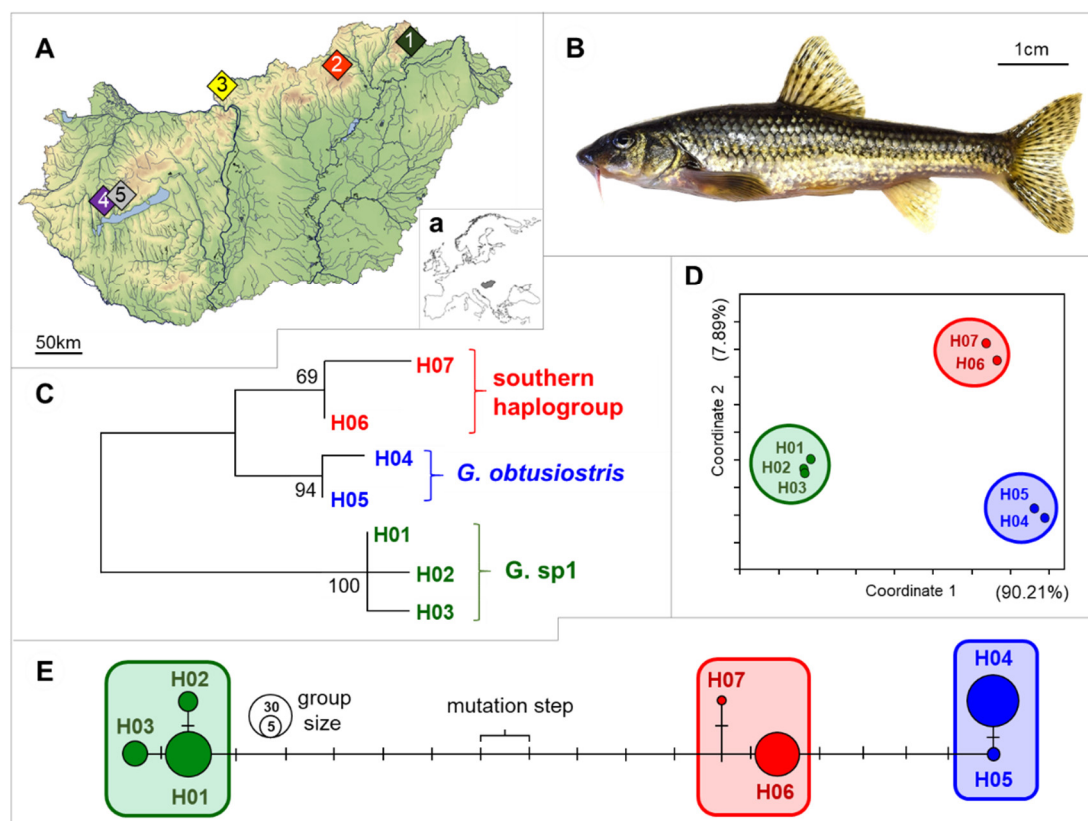 A
1
2
3
4
5
50km
a
B
1cm
C
69
H07
H06
southern
haplogroup
94
H04
H05
G. obtusiostris
100
H01
H02
H03
G. sp1
D
Coordinate 2 (7.89%)
H07
H06
H01
H02
H03
H05
H04
Coordinate 1 (90.21%)
E
H02
H03
H01
30
5
group
size
mutation step
H07
H06
H04
H05